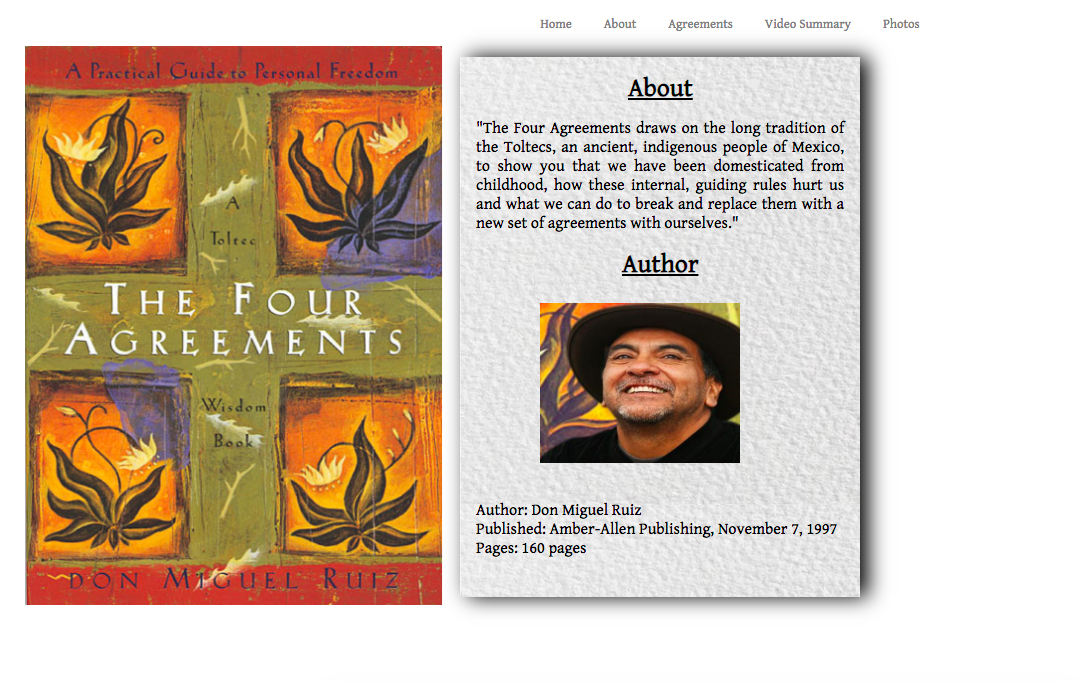 Home About Agreements Video Summary Photos
A Practical Guide to Personal Freedom
A
Toltec
THE FOUR
AGREEMENTS
Wisdom
Book
DON MIGUEL RUIZ
About
"The Four Agreements draws on the long tradition of
the Toltecs, an ancient, indigenous people of Mexico,
to show you that we have been domesticated from
childhood, how these internal, guiding rules hurt us
and what we can do to break and replace them with a
new set of agreements with ourselves."
Author
Author: Don Miguel Ruiz
Published: Amber-Allen Publishing, November 7, 1997
Pages: 160 pages